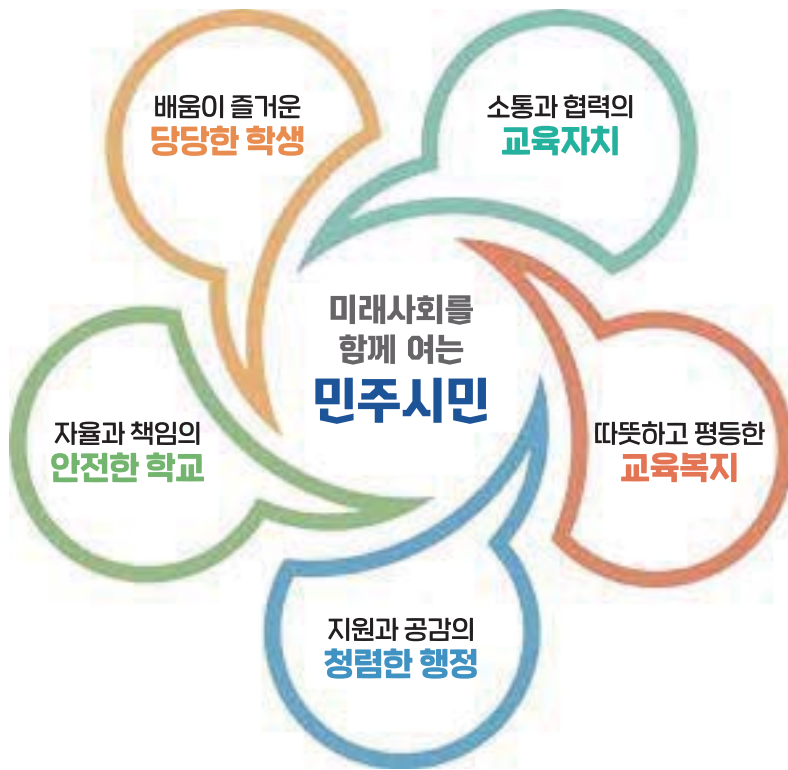 배움이 즐거운
당당한 학생
소통과 협력의
교육자치
미래사회를
함께 여는
민주시민
자율과 책임의
안전한 학교
따뜻하고 평등한
교육복지
지원과 공감의
청렴한 행정